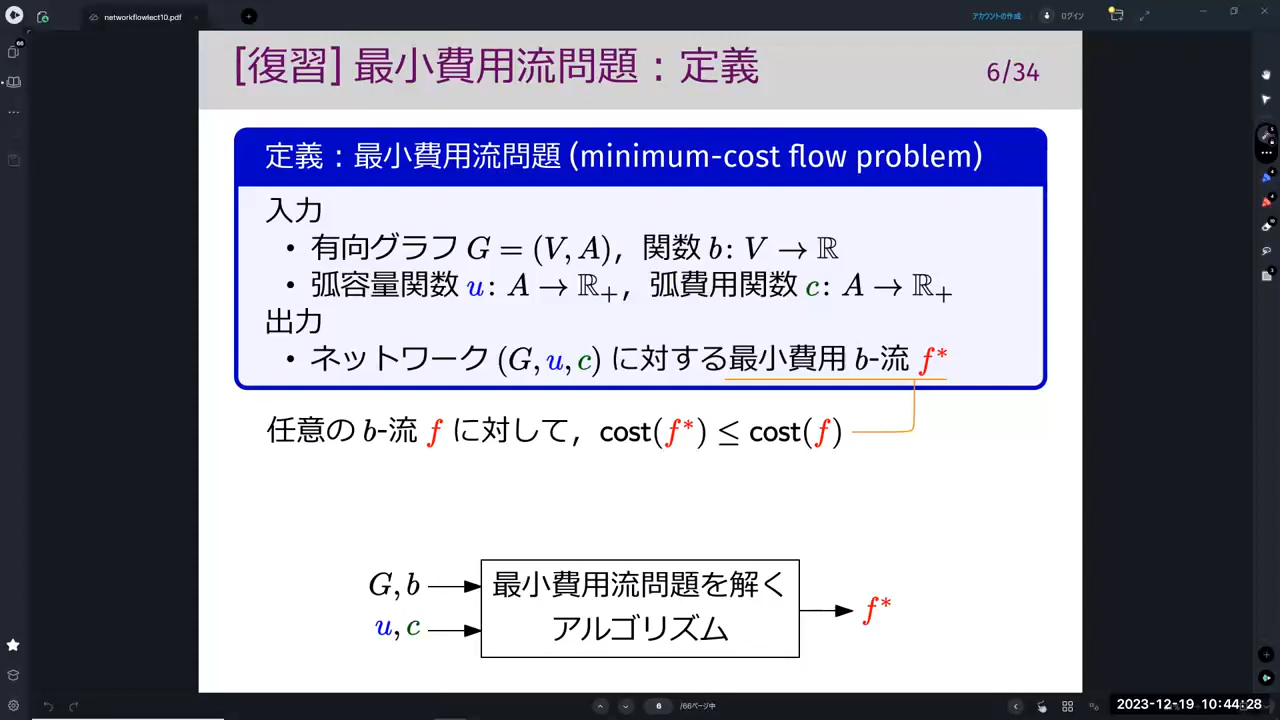 networkflowlect10.pdf
アカウントの作成
ログイン
[復習] 最小費用流問題：定義
6/34
定義：最小費用流問題 (minimum-cost flow problem)
入力
• 有向グラフ G = (V, A)，関数 b: V → ℝ
• 弧容量関数 u: A → ℝ₊，弧費用関数 c: A → ℝ₊
出力
• ネットワーク (G, u, c) に対する最小費用 b-流 f*
任意の b-流 f に対して，cost(f*) ≤ cost(f)
G, b
u, c
最小費用流問題を解く
アルゴリズム
f*
6
/66ページ中
2023-12-19 10:44:28